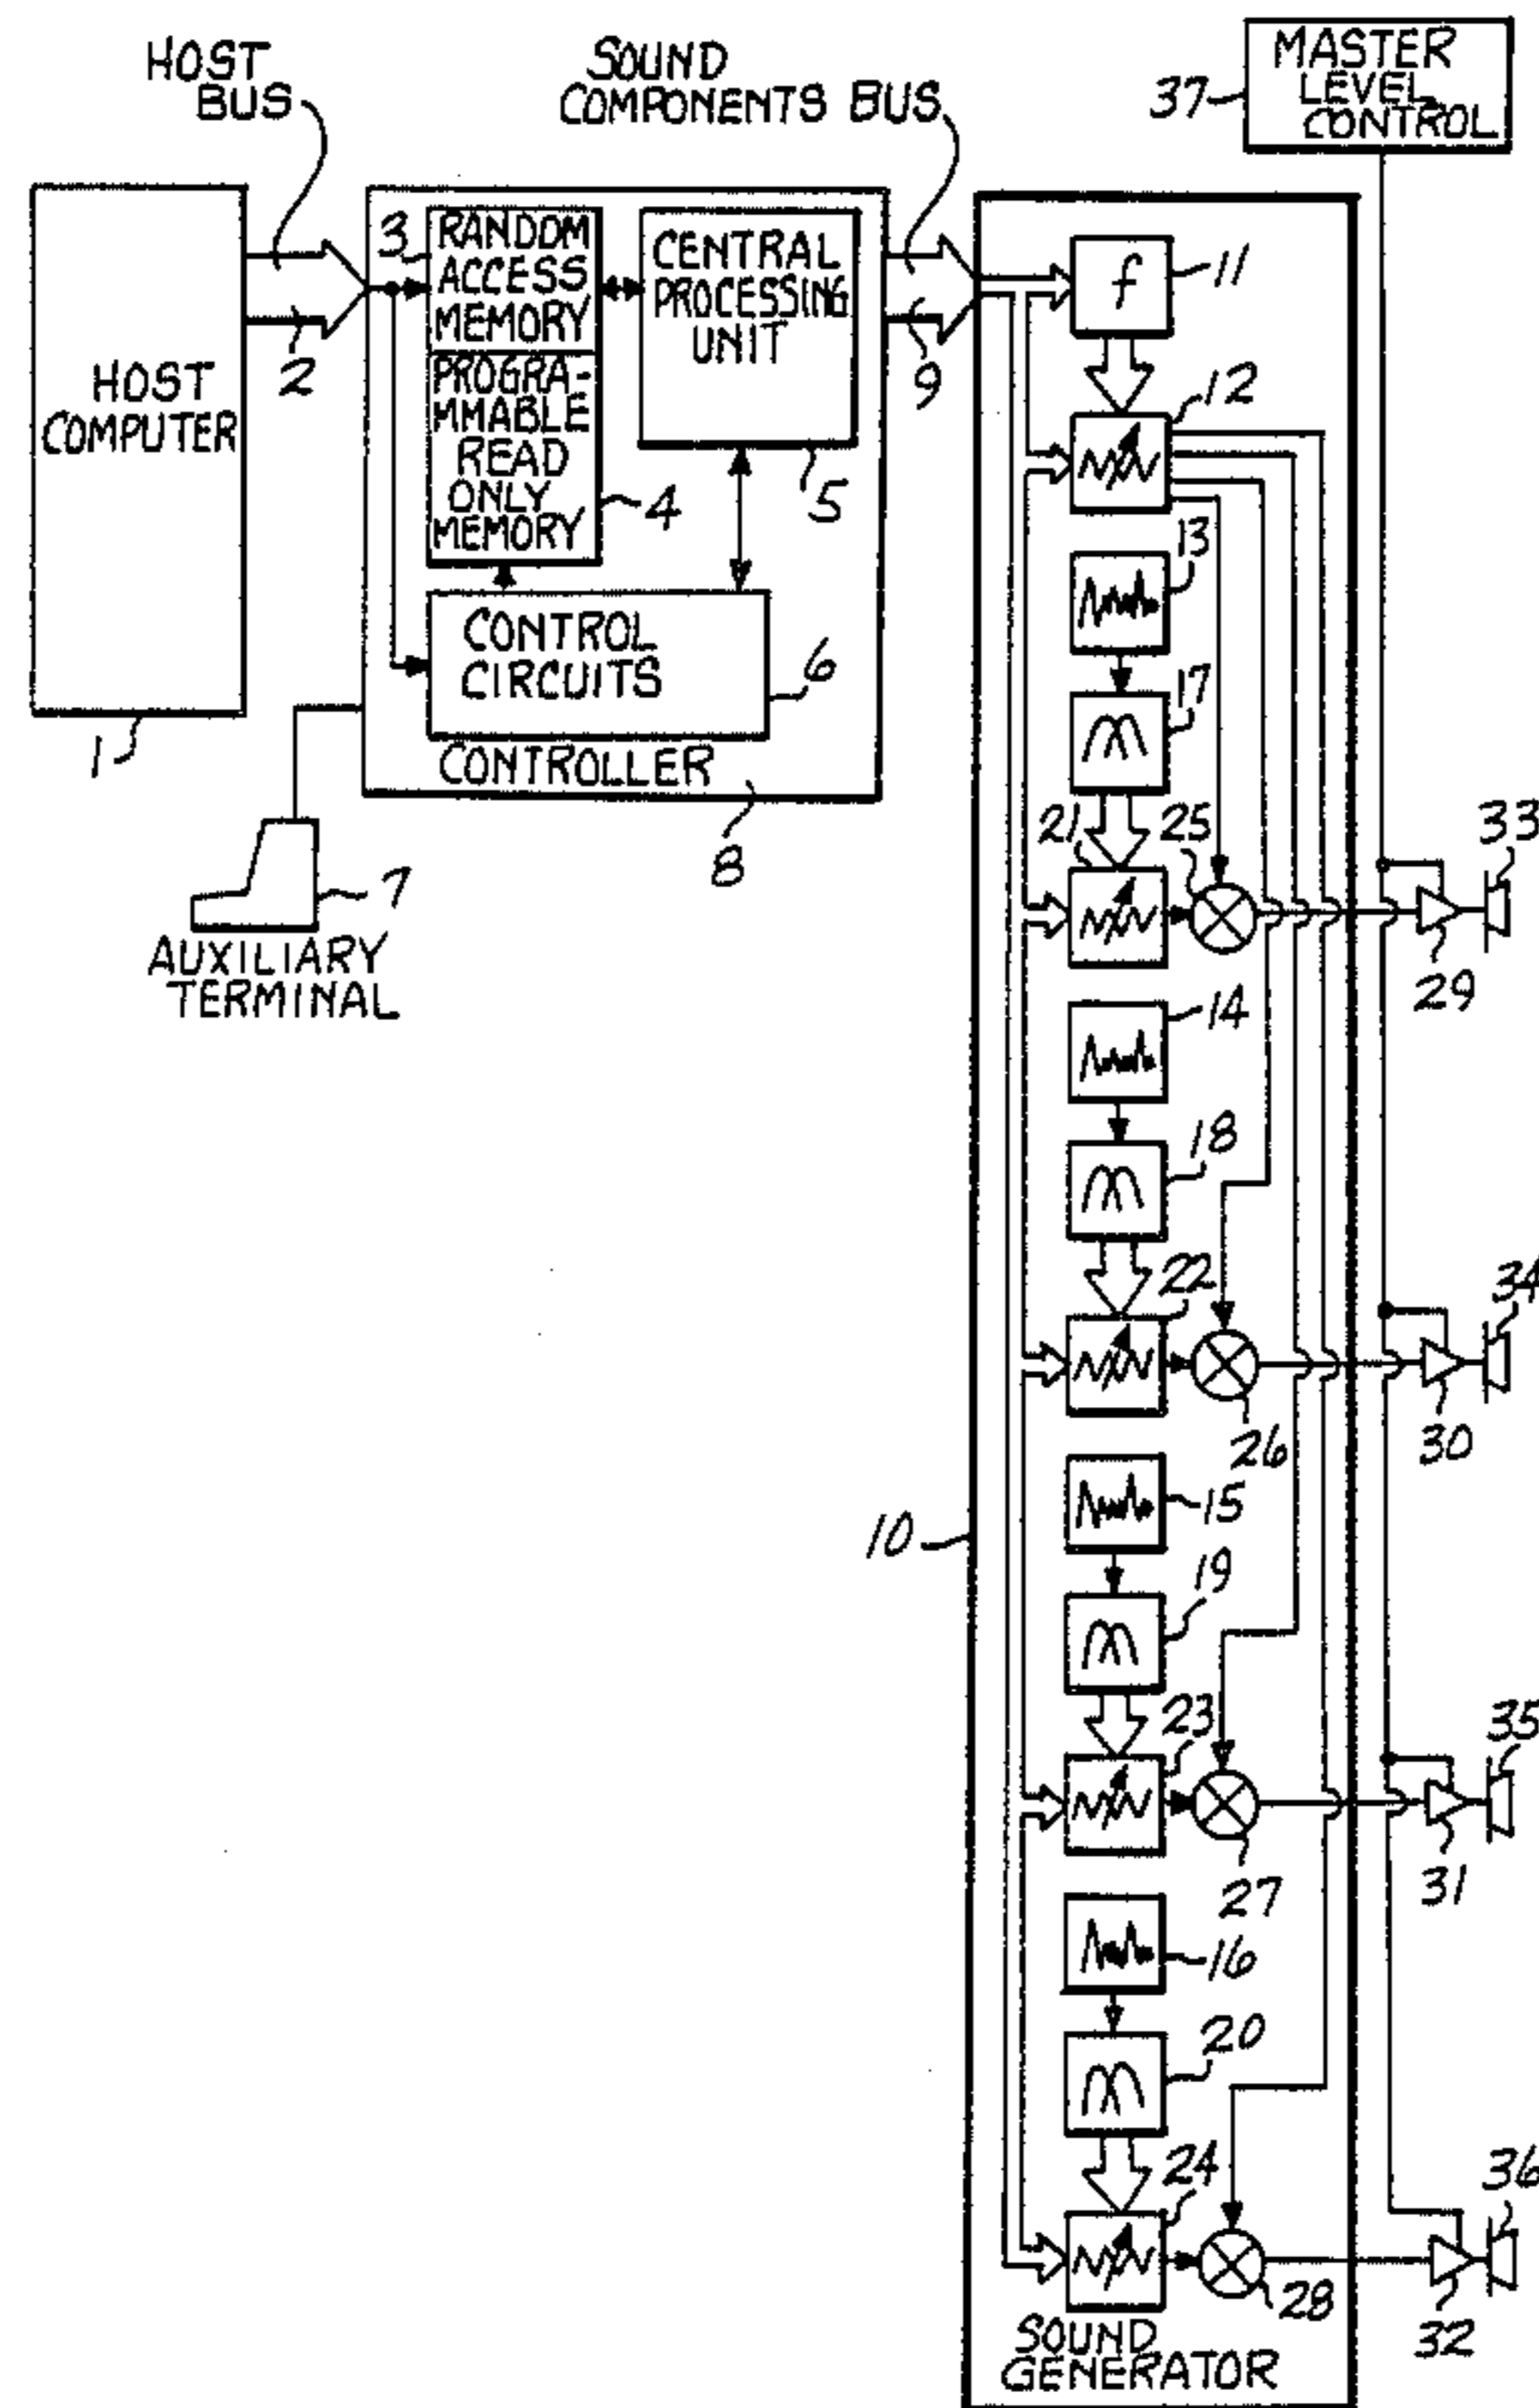 HOST
BUS
SOUND
COMPONENTS BUS
MASTER
LEVEL
CONTROL
37
HOST
COMPUTER
1
2
3
RANDOM
ACCESS
MEMORY
PROGRA-
MMABLE
READ
ONLY
MEMORY
4
CENTRAL
PROCESSING
UNIT
5
CONTROL
CIRCUITS
6
CONTROLLER
8
AUXILIARY
TERMINAL
7
9
f
11
12
13
17
21
25
33
29
14
18
22
34
26
30
15
10
19
23
35
27
31
16
20
24
36
28
32
SOUND
GENERATOR